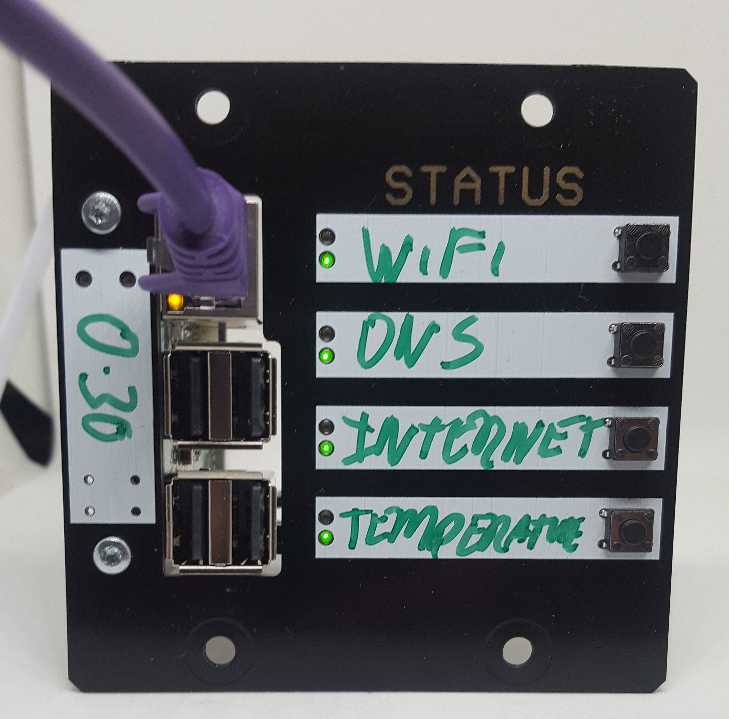 STATUS
WIFI
DNS
INTERNET
TEMPERATURE
0.30